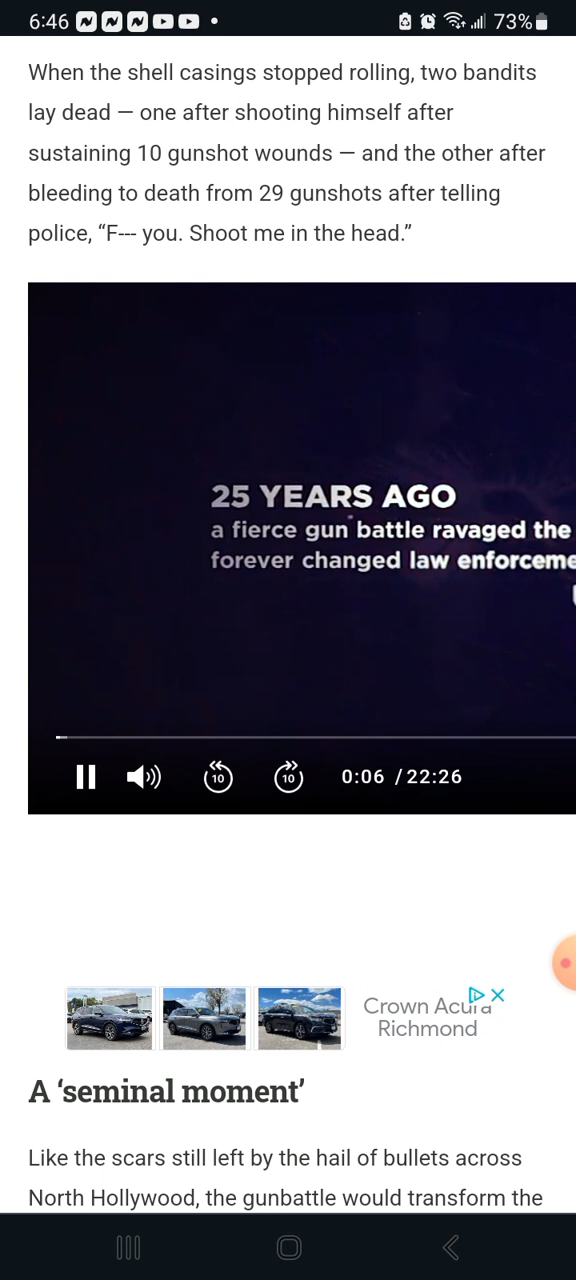 6:46
73%
When the shell casings stopped rolling, two bandits
lay dead — one after shooting himself after
sustaining 10 gunshot wounds — and the other after
bleeding to death from 29 gunshots after telling
police, “F--- you. Shoot me in the head.”
25 YEARS AGO
a fierce gun battle ravaged the
forever changed law enforceme
10
10
0:06 / 22:26
Crown Acura
Richmond
A ‘seminal moment’
Like the scars still left by the hail of bullets across
North Hollywood, the gunbattle would transform the